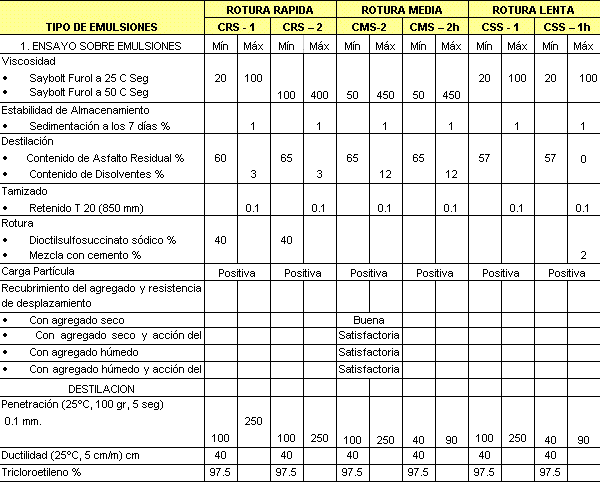 TIPO DE EMULSIONES ROTURA RAPIDA ROTURA MEDIA ROTURA LENTA
CRS - 1 CRS – 2 CMS-2 CMS – 2h CSS - 1 CSS – 1h
1. ENSAYO SOBRE EMULSIONES Mín Máx Mín Máx Mín Máx Mín Máx Mín Máx Mín Máx
Viscosidad
• Saybolt Furol a 25 C Seg 20 100 20 100 20 100
• Saybolt Furol a 50 C Seg 100 400 50 450 50 450
Estabilidad de Almacenamiento
• Sedimentación a los 7 días % 1 1 1 1 1 1
Destilación
• Contenido de Asfalto Residual % 60 65 65 65 57 57 0
• Contenido de Disolventes % 3 3 12 12
Tamizado
• Retenido T 20 (850 mm) 0.1 0.1 0.1 0.1 0.1 0.1
Rotura
• Dioctilsulfosuccinato sódico % 40 40
• Mezcla con cemento % 2
Carga Partícula Positiva Positiva Positiva Positiva Positiva Positiva
Recubrimiento del agregado y resistencia
de desplazamiento
• Con agregado seco Buena
• Con agregado seco y acción del Satisfactoria
• Con agregado húmedo Satisfactoria
• Con agregado húmedo y acción del Satisfactoria
DESTILACION
Penetración (25°C, 100 gr, 5 seg)
0.1 mm. 250
100 100 250 100 250 40 90 100 250 40 90
Ductilidad (25°C, 5 cm/m) cm 40 40 40 40 40 40
Tricloroetileno % 97.5 97.5 97.5 97.5 97.5 97.5